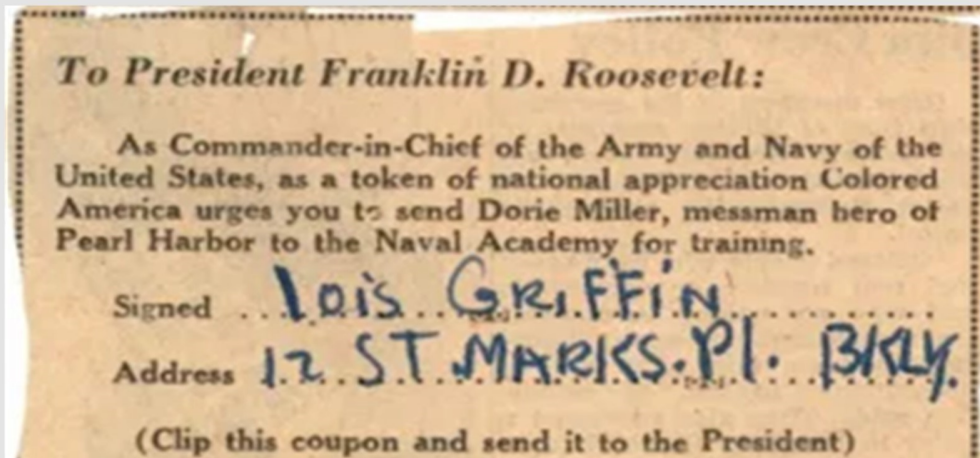 To President Franklin D. Roosevelt:
As Commander-in-Chief of the Army and Navy of the
United States, as a token of national appreciation Colored
America urges you to send Dorie Miller, messman hero of
Pearl Harbor to the Naval Academy for training.
Signed ... Lois GRiFFiN ...
Address 12 ST. MARKS. Pl. BKLY.
(Clip this coupon and send it to the President)